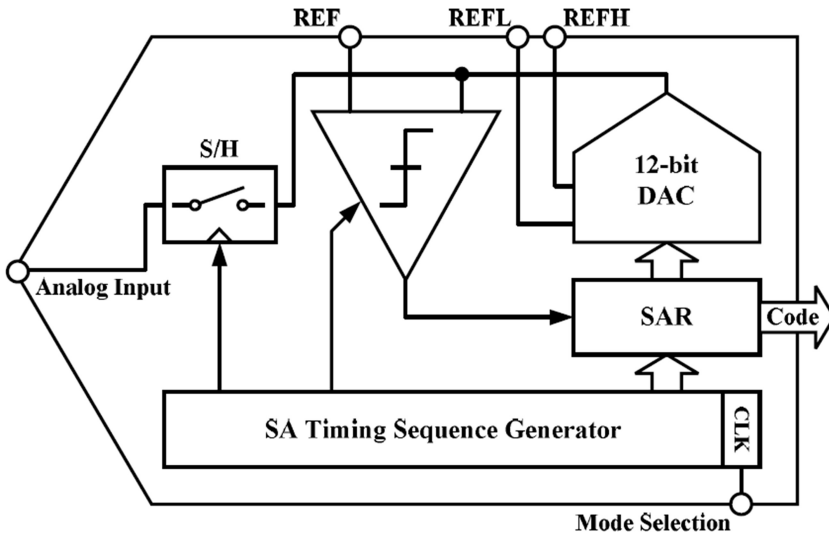 REF
REFL
REFH
S/H
12-bit
DAC
Analog Input
SAR
Code
SA Timing Sequence Generator
CLK
Mode Selection